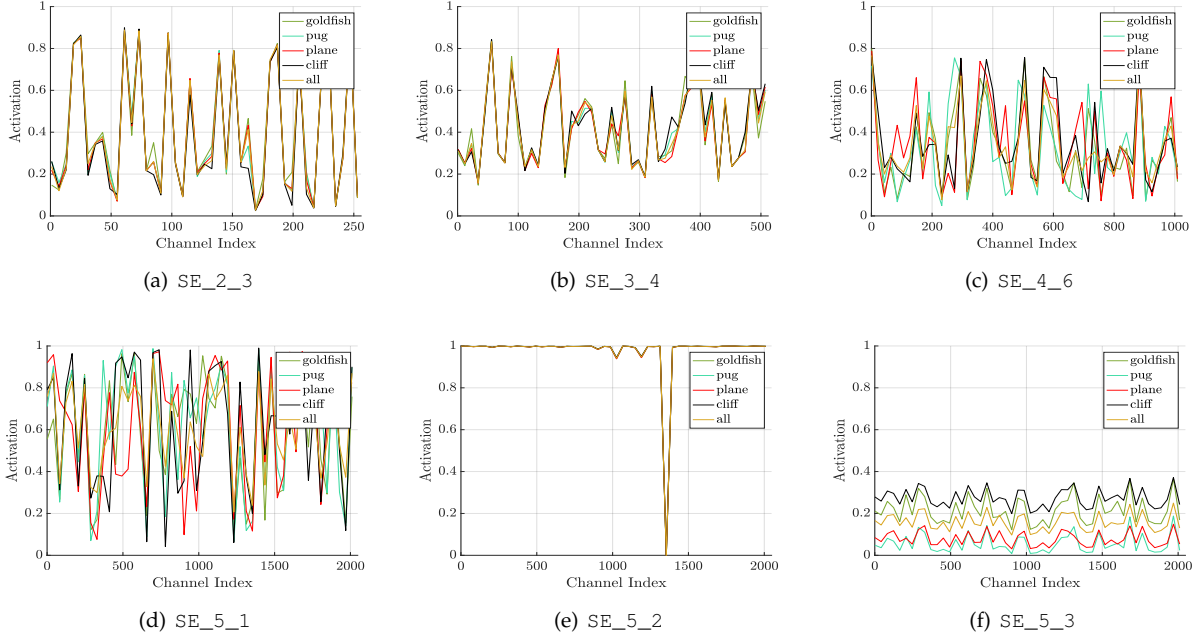 goldfish
pug
plane
cliff
all
1
0.8
0.6
0.4
0.2
0
Activation
0 50 100 150 200 250
Channel Index
(a) SE_2_3
goldfish
pug
plane
cliff
all
1
0.8
0.6
0.4
0.2
0
Activation
0 100 200 300 400 500
Channel Index
(b) SE_3_4
goldfish
pug
plane
cliff
all
0.8
0.6
0.4
0.2
0
Activation
0 200 400 600 800 1000
Channel Index
(c) SE_4_6
goldfish
pug
plane
cliff
all
1
0.8
0.6
0.4
0.2
0
Activation
0 500 1000 1500 2000
Channel Index
(d) SE_5_1
goldfish
pug
plane
cliff
all
1
0.8
0.6
0.4
0.2
0
Activation
0 500 1000 1500 2000
Channel Index
(e) SE_5_2
goldfish
pug
plane
cliff
all
1
0.8
0.6
0.4
0.2
0
Activation
0 500 1000 1500 2000
Channel Index
(f) SE_5_3